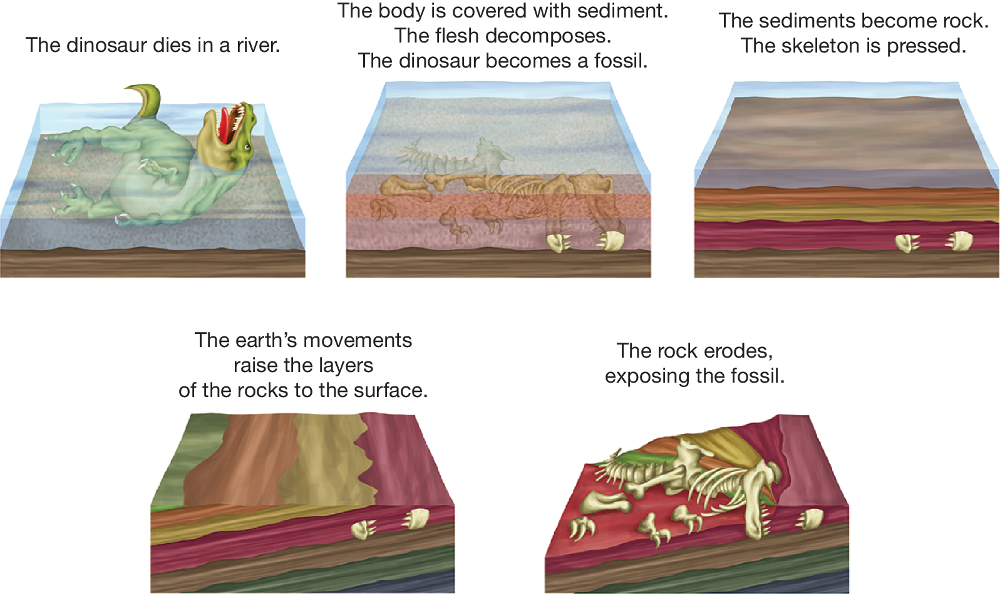 The dinosaur dies in a river.
The body is covered with sediment.
The flesh decomposes.
The dinosaur becomes a fossil.
The sediments become rock.
The skeleton is pressed.
The earth’s movements
raise the layers
of the rocks to the surface.
The rock erodes,
exposing the fossil.